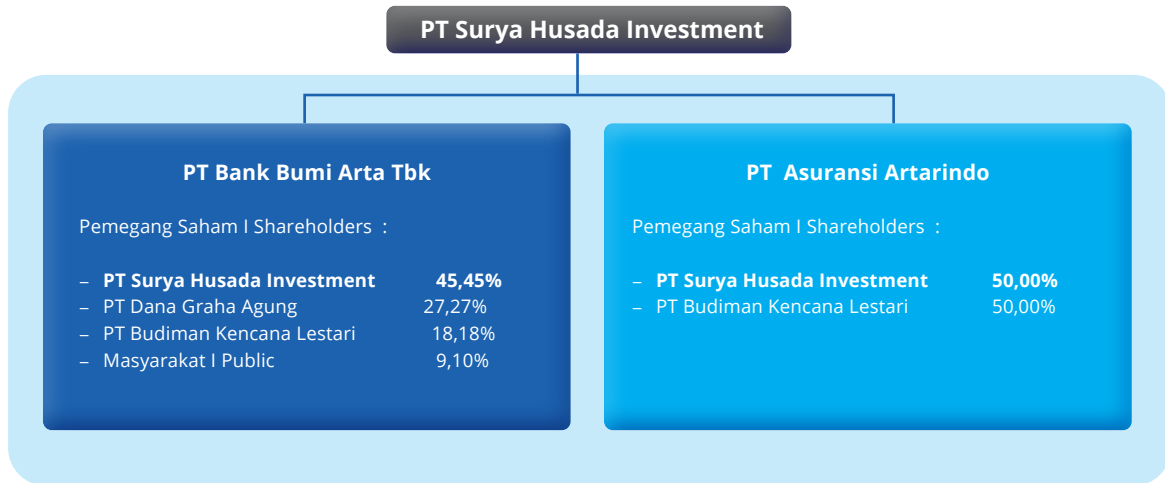 PT Surya Husada Investment
PT Bank Bumi Arta Tbk
Pemegang Saham I Shareholders :
– PT Surya Husada Investment 45,45%
– PT Dana Graha Agung 27,27%
– PT Budiman Kencana Lestari 18,18%
– Masyarakat I Public 9,10%
PT Asuransi Artarindo
Pemegang Saham I Shareholders :
– PT Surya Husada Investment 50,00%
– PT Budiman Kencana Lestari 50,00%